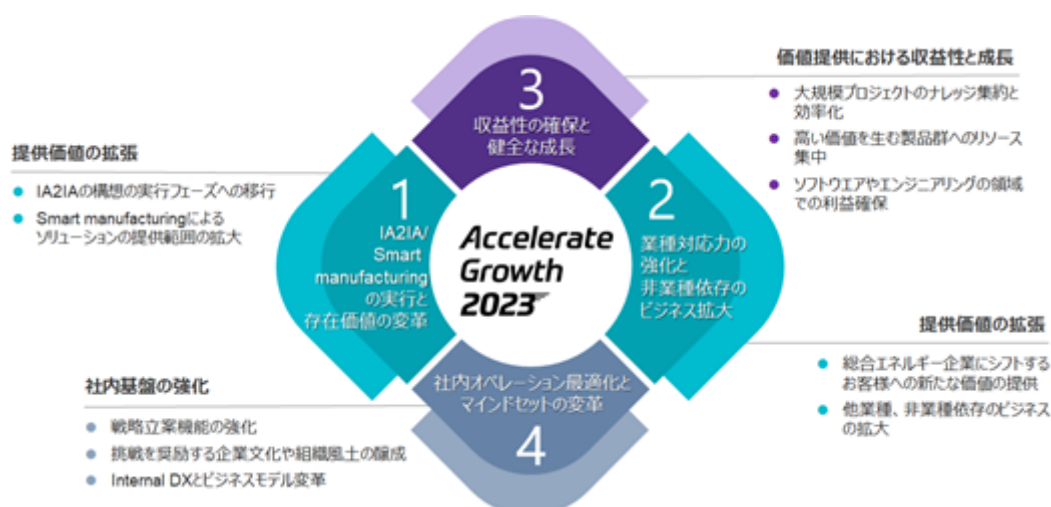 価値提供における収益性と成長
大規模プロジェクトのナレッジ集約と
効率化
高い価値を生む製品群へのリソース
集中
ソフトウエアやエンジニアリングの領域
での利益確保
3
収益性の確保と
健全な成長
提供価値の拡張
IA2IAの構想の実行フェーズへの移行
Smart manufacturingによる
ソリューションの提供範囲の拡大
1
IA2IA/
Smart
manufacturing
の実行と
存在価値の変革
Accelerate
Growth
2023
2
業種対応力の
強化と
非業種依存の
ビジネス拡大
提供価値の拡張
総合エネルギー企業にシフトする
お客様への新たな価値の提供
他業種、非業種依存のビジネス
の拡大
社内基盤の強化
戦略立案機能の強化
挑戦を奨励する企業文化や組織風土の醸成
Internal DXとビジネスモデル変革
社内オペレーション最適化と
マインドセットの変革
4